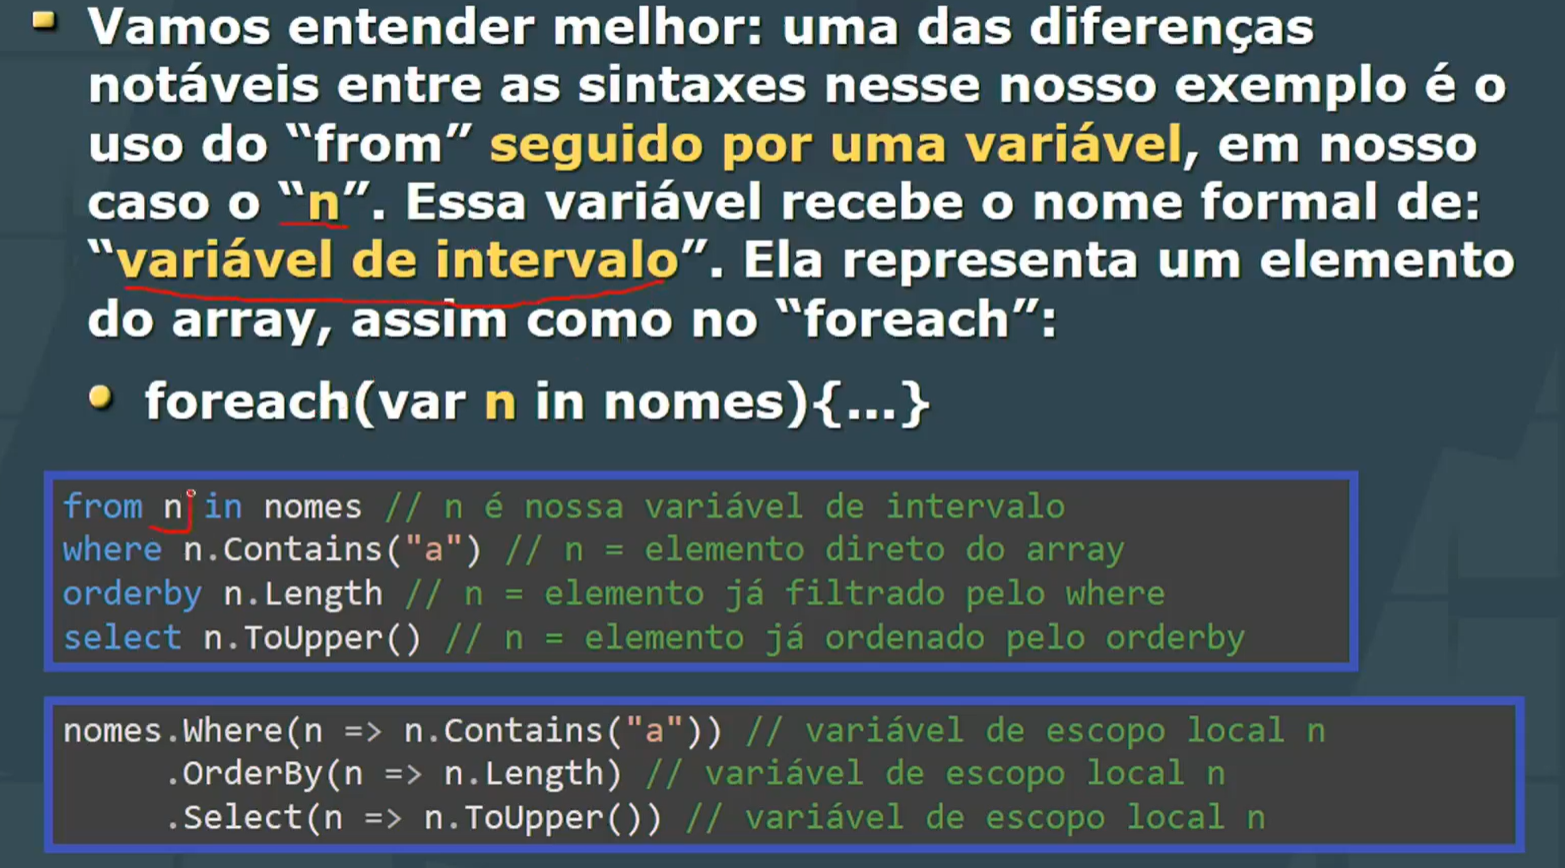 Vamos entender melhor: uma das diferenças
notáveis entre as sintaxes nesse nosso exemplo é o
uso do “from” seguido por uma variável, em nosso
caso o “n”. Essa variável recebe o nome formal de:
“variável de intervalo”. Ela representa um elemento
do array, assim como no “foreach”:
foreach(var n in nomes){...}
from n in nomes // n é nossa variável de intervalo
where n.Contains("a") // n = elemento direto do array
orderby n.Length // n = elemento já filtrado pelo where
select n.ToUpper() // n = elemento já ordenado pelo orderby
nomes.Where(n => n.Contains("a")) // variável de escopo local n
.OrderBy(n => n.Length) // variável de escopo local n
.Select(n => n.ToUpper()) // variável de escopo local n